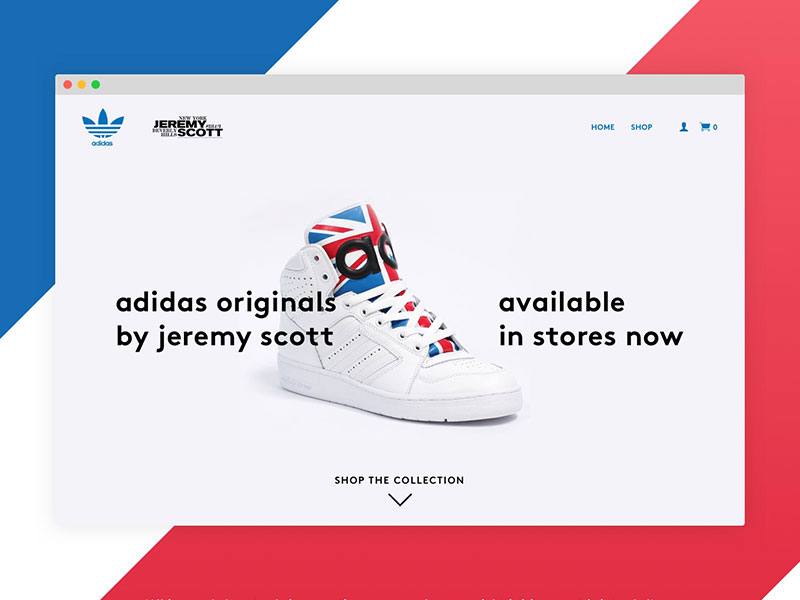 adidas
NEW YORK
JEREMY
SCOTT
BEVERLY
HILLS
HOME
SHOP
0
ad
adidas originals
by jeremy scott
available
in stores now
SHOP THE COLLECTION